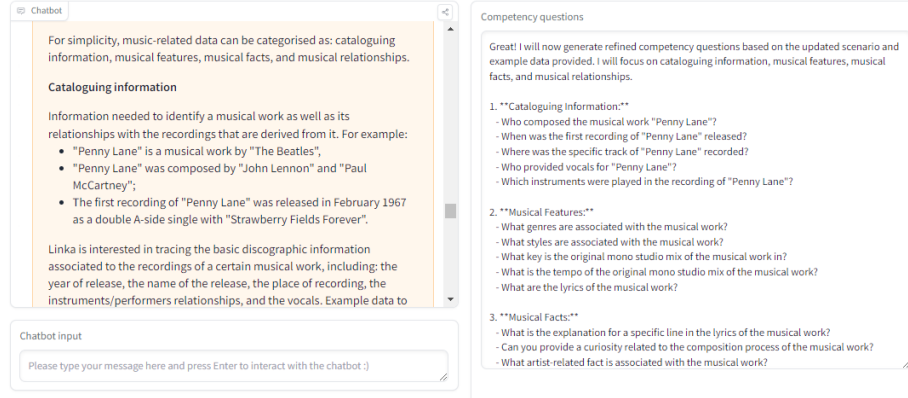 Chatbot
For simplicity, music-related data can be categorised as: cataloguing
information, musical features, musical facts, and musical relationships.
Cataloguing information
Information needed to identify a musical work as well as its
relationships with the recordings that are derived from it. For example:
• "Penny Lane" is a musical work by "The Beatles",
• "Penny Lane" was composed by "John Lennon" and "Paul
McCartney";
• The first recording of "Penny Lane" was released in February 1967
as a double A-side single with "Strawberry Fields Forever".
Linka is interested in tracing the basic discographic information
associated to the recordings of a certain musical work, including: the
year of release, the name of the release, the place of recording, the
instruments/performers relationships, and the vocals. Example data to
Chatbot input
Please type your message here and press Enter to interact with the chatbot :)
Competency questions
Great! I will now generate refined competency questions based on the updated scenario and
example data provided. I will focus on cataloguing information, musical features, musical
facts, and musical relationships.
1. **Cataloguing Information:**
- Who composed the musical work "Penny Lane"?
- When was the first recording of "Penny Lane" released?
- Where was the specific track of "Penny Lane" recorded?
- Who provided vocals for "Penny Lane"?
- Which instruments were played in the recording of "Penny Lane"?
2. **Musical Features:**
- What genres are associated with the musical work?
- What styles are associated with the musical work?
- What key is the original mono studio mix of the musical work in?
- What is the tempo of the original mono studio mix of the musical work?
- What are the lyrics of the musical work?
3. **Musical Facts:**
- What is the explanation for a specific line in the lyrics of the musical work?
- Can you provide a curiosity related to the composition process of the musical work?
- What artist-related fact is associated with the musical work?